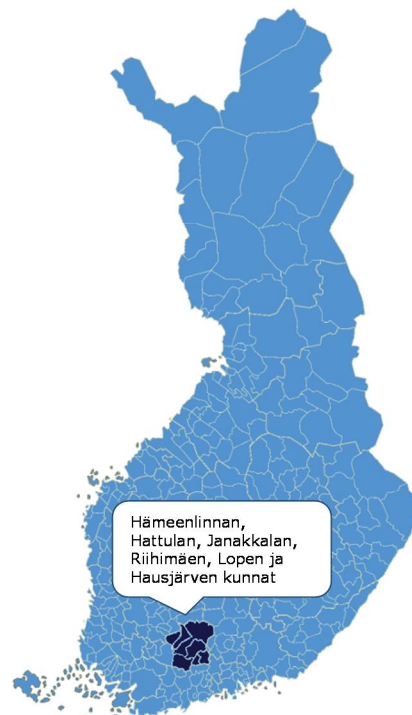 Hämeenlinnan,
Hattulan, Janakkalan,
Riihimäen, Lopen ja
Hausjärven kunnat